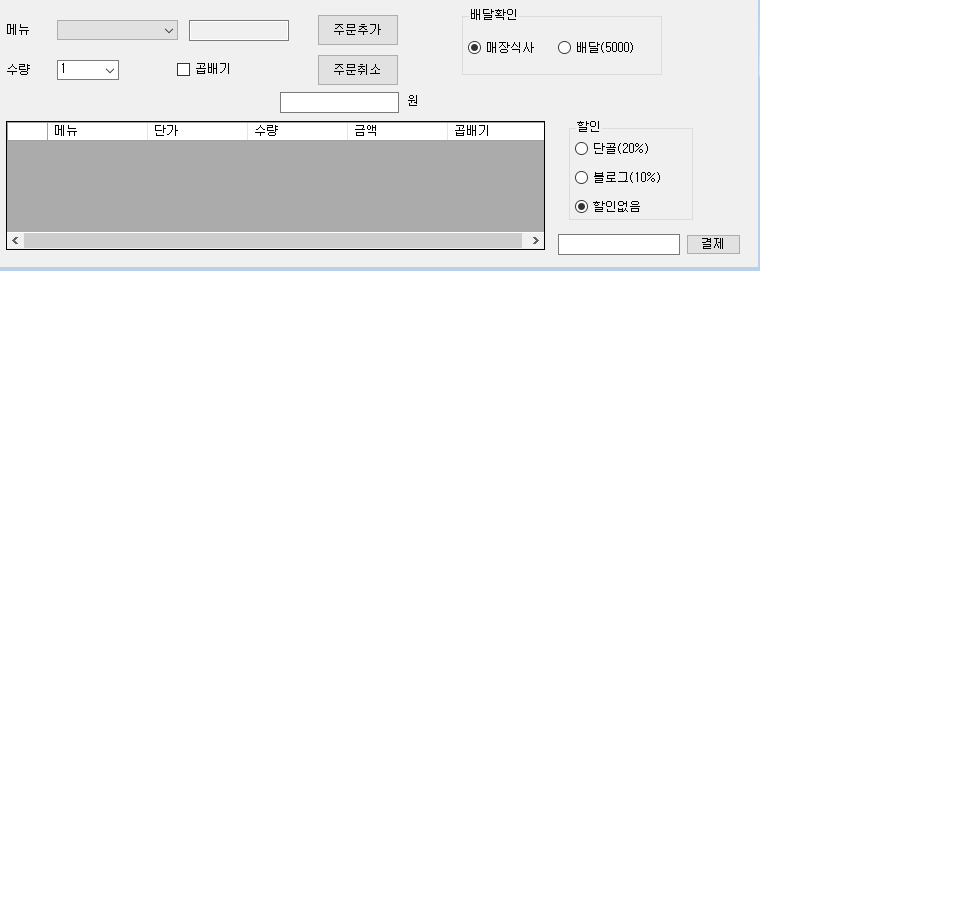 메뉴
주문추가
배달확인
매장식사
배달(5000)
수량
1
곱배기
주문취소
원
메뉴 단가 수량 금액 곱배기
할인
단골(20%)
블로그(10%)
할인없음
결제